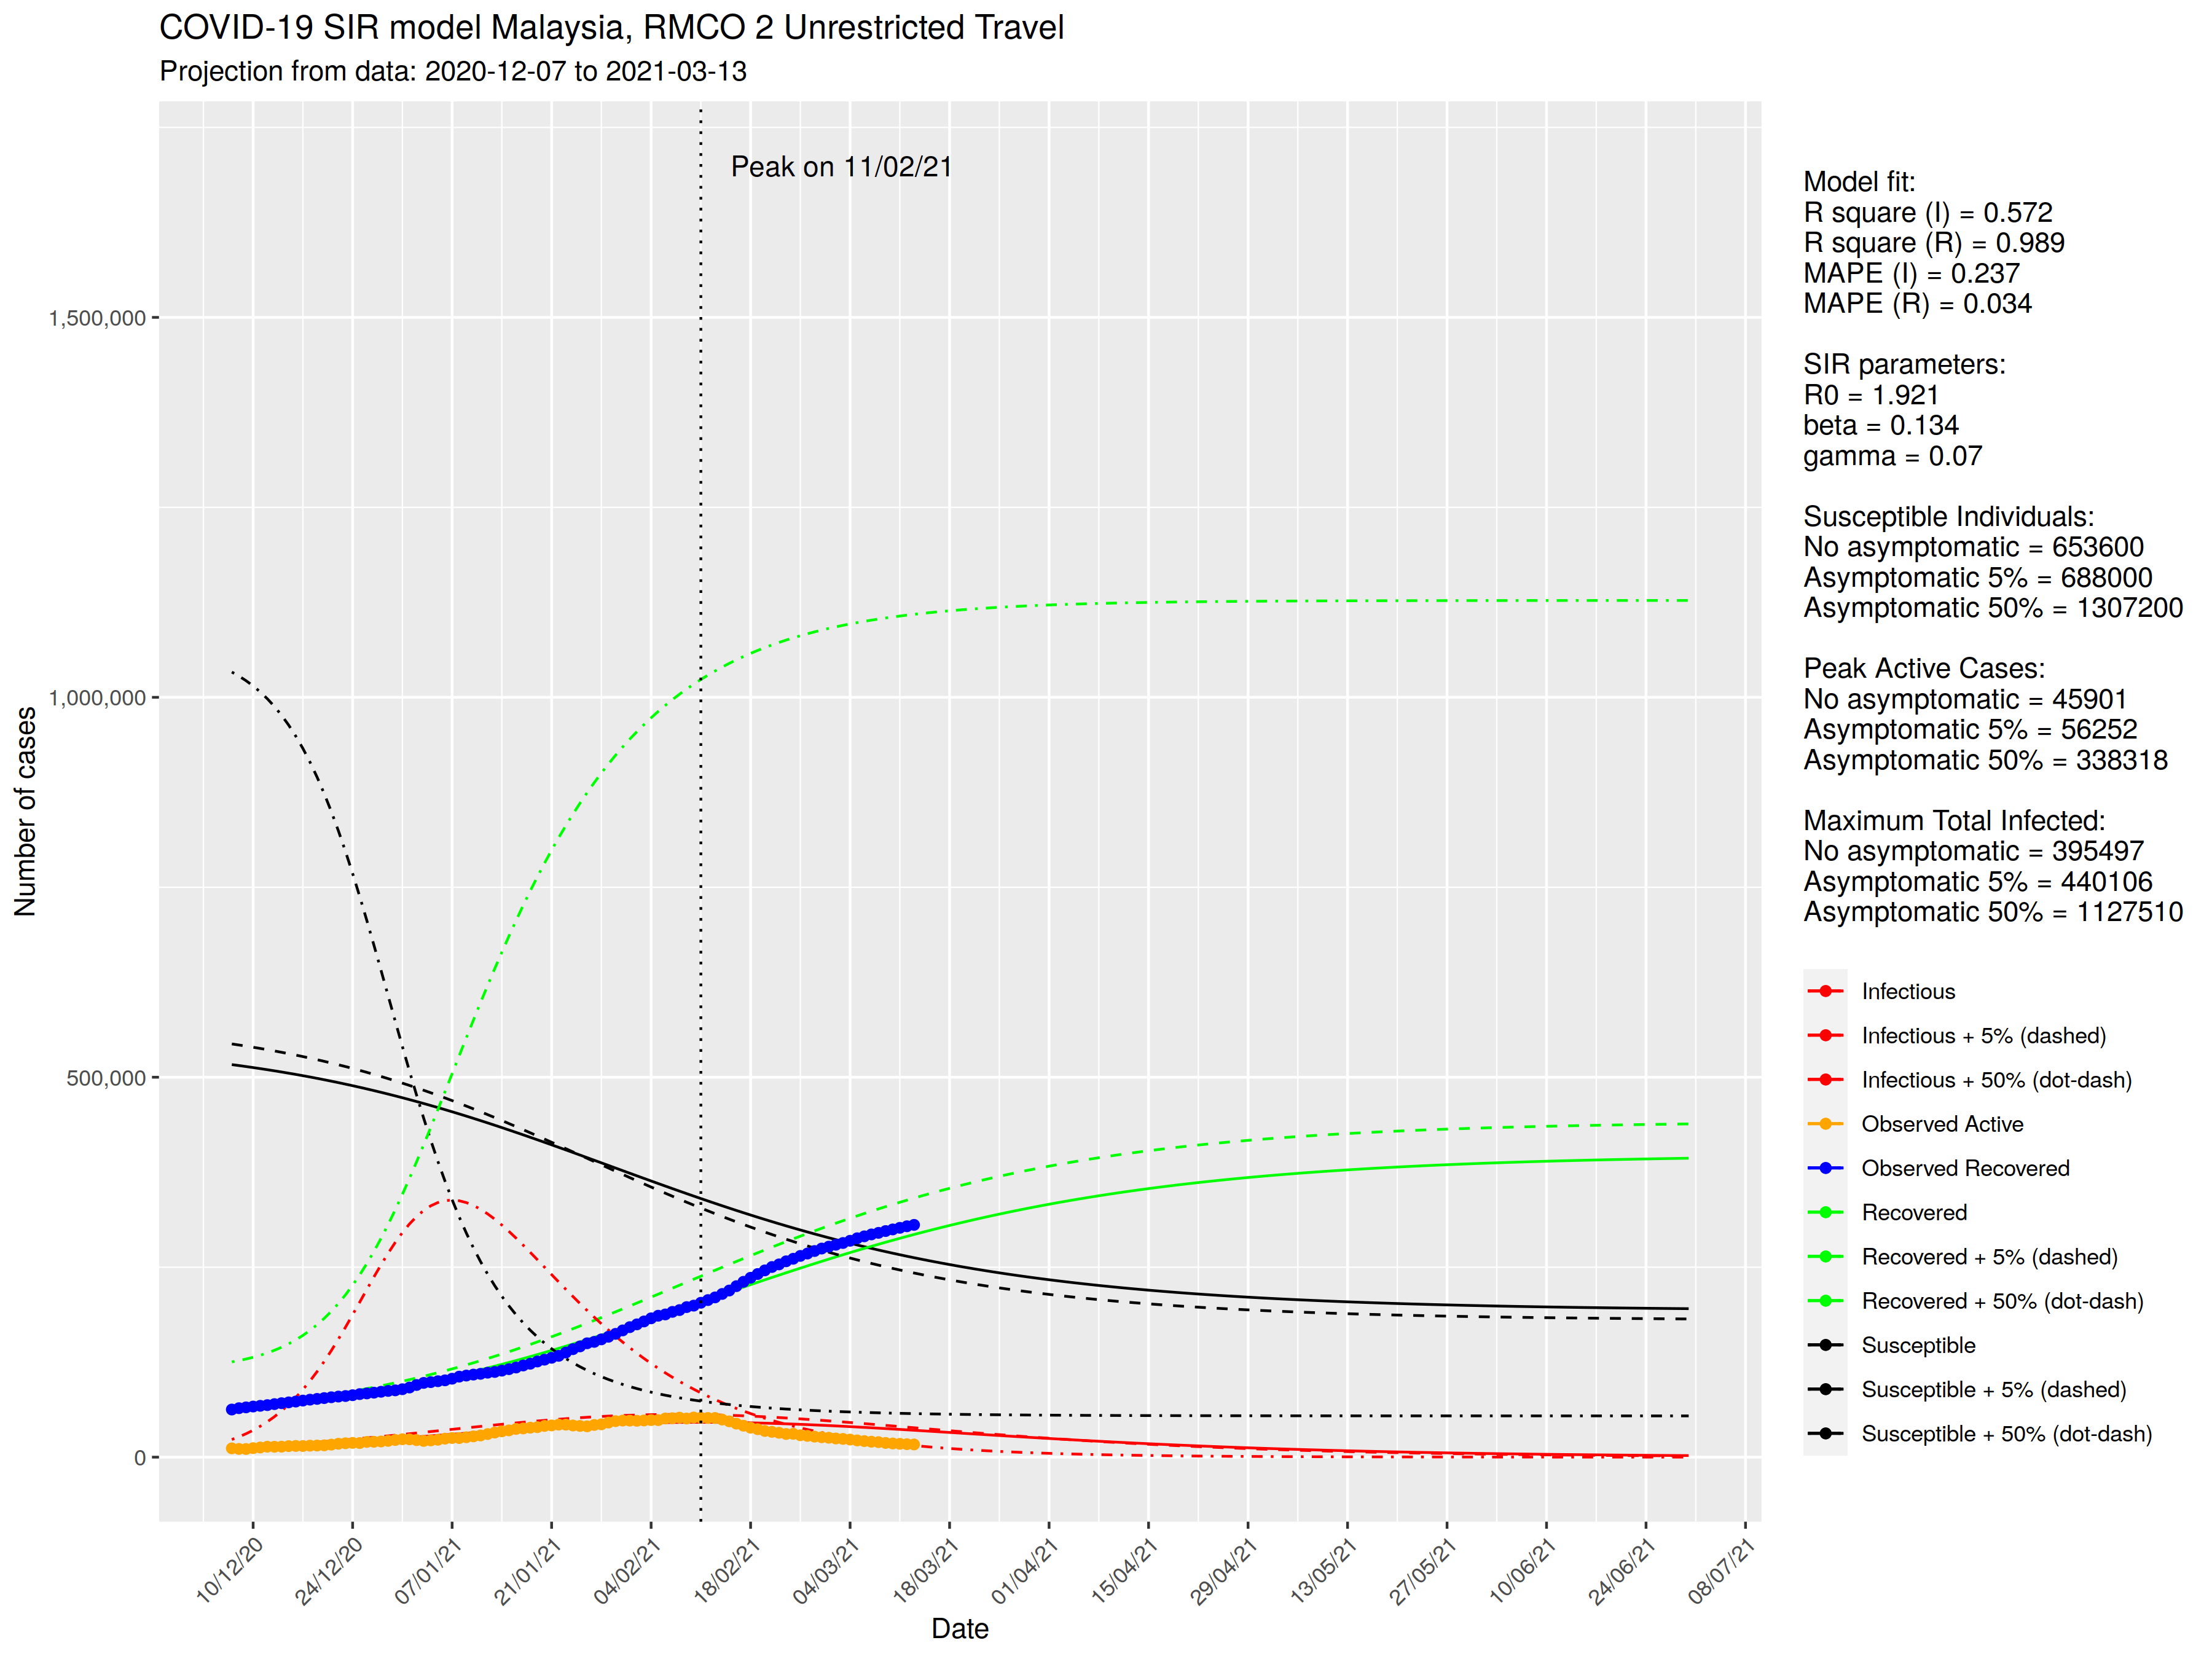 COVID-19 SIR model Malaysia, RMCO 2 Unrestricted Travel
Projection from data: 2020-12-07 to 2021-03-13
Peak on 11/02/21
Number of cases
1,500,000
1,000,000
500,000
0
10/12/20
24/12/20
07/01/21
21/01/21
04/02/21
18/02/21
04/03/21
18/03/21
01/04/21
15/04/21
29/04/21
13/05/21
27/05/21
10/06/21
24/06/21
08/07/21
Date
Model fit:
R square (I) = 0.572
R square (R) = 0.989
MAPE (I) = 0.237
MAPE (R) = 0.034
SIR parameters:
R0 = 1.921
beta = 0.134
gamma = 0.07
Susceptible Individuals:
No asymptomatic = 653600
Asymptomatic 5% = 688000
Asymptomatic 50% = 1307200
Peak Active Cases:
No asymptomatic = 45901
Asymptomatic 5% = 56252
Asymptomatic 50% = 338318
Maximum Total Infected:
No asymptomatic = 395497
Asymptomatic 5% = 440106
Asymptomatic 50% = 1127510
Infectious
Infectious + 5% (dashed)
Infectious + 50% (dot-dash)
Observed Active
Observed Recovered
Recovered
Recovered + 5% (dashed)
Recovered + 50% (dot-dash)
Susceptible
Susceptible + 5% (dashed)
Susceptible + 50% (dot-dash)